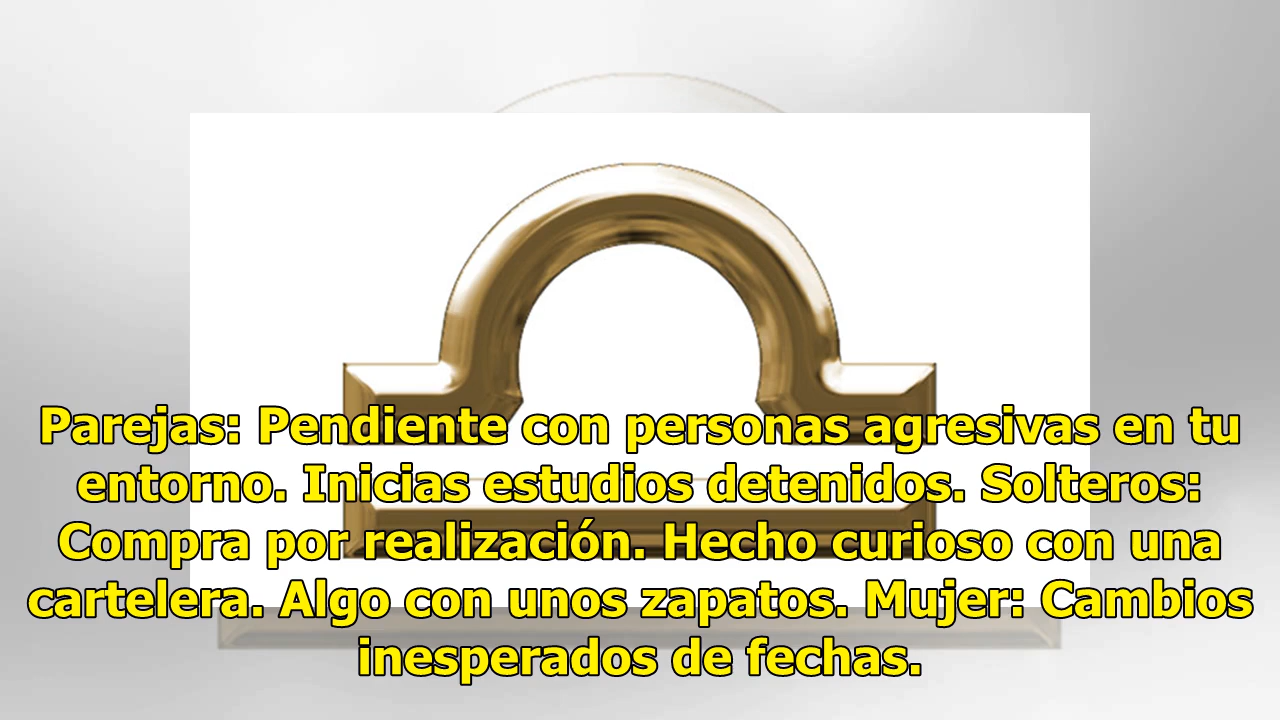 Parejas: Pendiente con personas agresivas en tu
entorno. Inicias estudios detenidos. Solteros:
Compra por realización. Hecho curioso con una
cartelera. Algo con unos zapatos. Mujer: Cambios
inesperados de fechas.